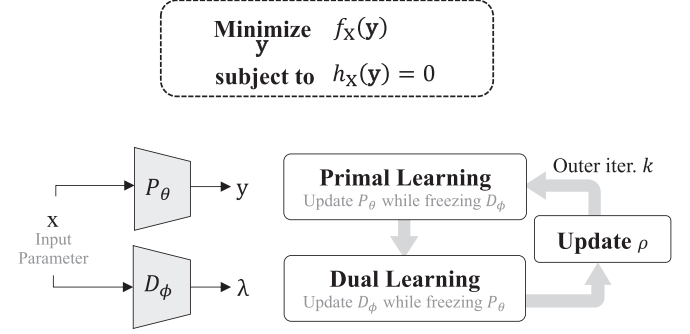 Minimize f_x(y)
y
subject to h_x(y) = 0
P_θ
y
x
Input
Parameter
D_ϕ
λ
Primal Learning
Update P_θ while freezing D_ϕ
Outer iter. k
Update ρ
Dual Learning
Update D_ϕ while freezing P_θ